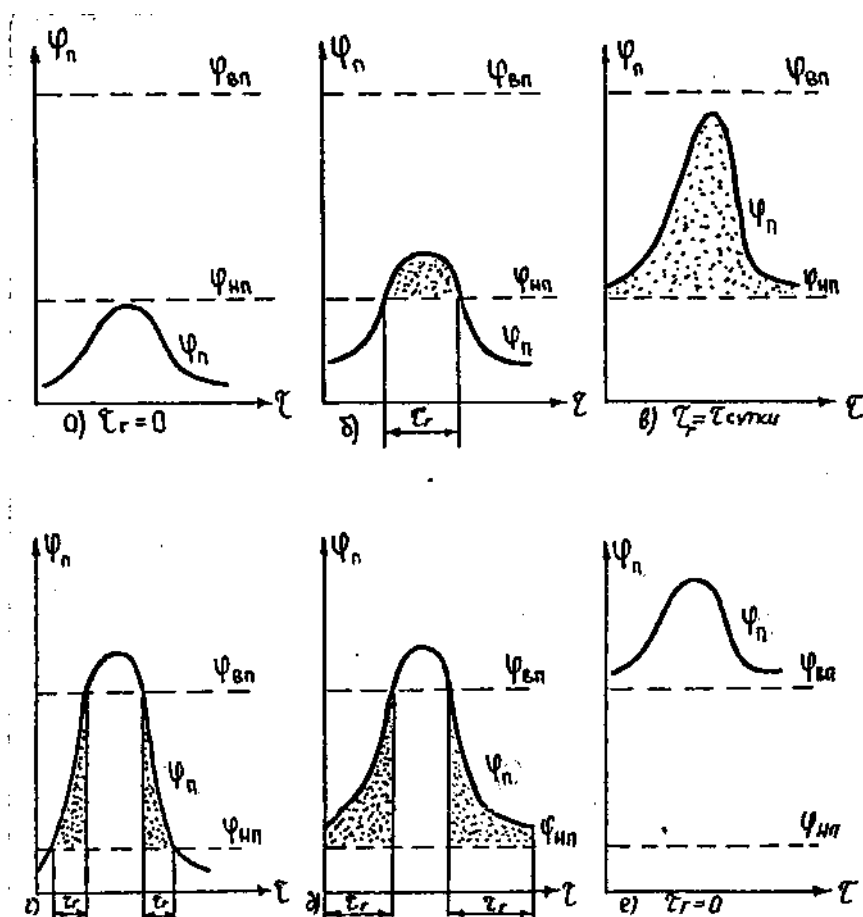 φп φп φп
φвп φвп φвп
φп
φнп φнп φнп
φп φп
τ τ τ
а) τг=0 б) τг в) τг=τсутки
φп φп φп
φп
φвп φвп φвп
φп φп
φнп φнп φнп
τ τ τ
г) τг τг д) τг τг е) τг=0